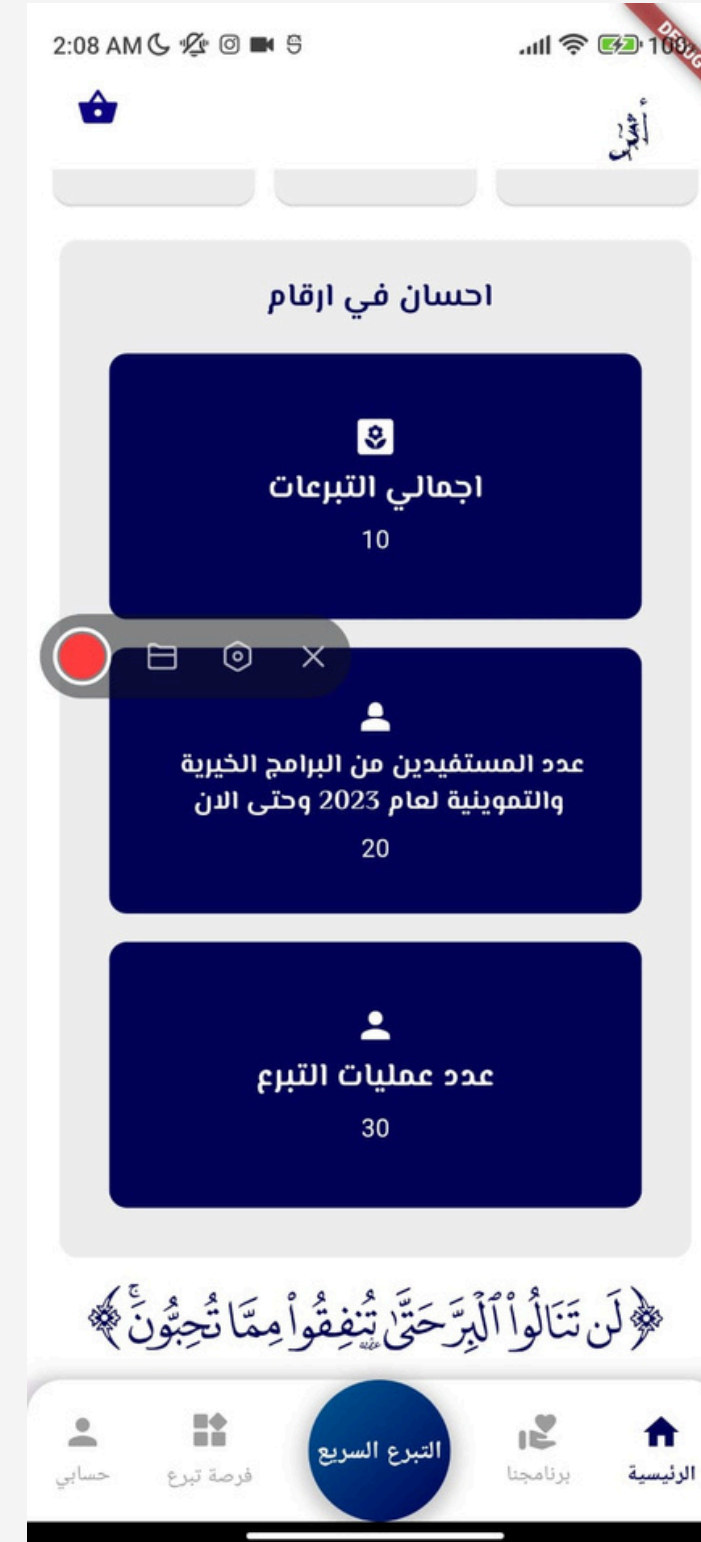 2:08 AM
DEBUG
احسان في ارقام
اجمالي التبرعات
10
عدد المستفيدين من البرامج الخيرية
والتموينية لعام 2023 وحتى الان
20
عدد عمليات التبرع
30
﴿لَن تَنَالُواْ ٱلْبِرَّ حَتَّىٰ تُنفِقُواْ مِمَّا تُحِبُّونَۚ﴾
الرئيسية
برنامجنا
التبرع السريع
فرصة تبرع
حسابي